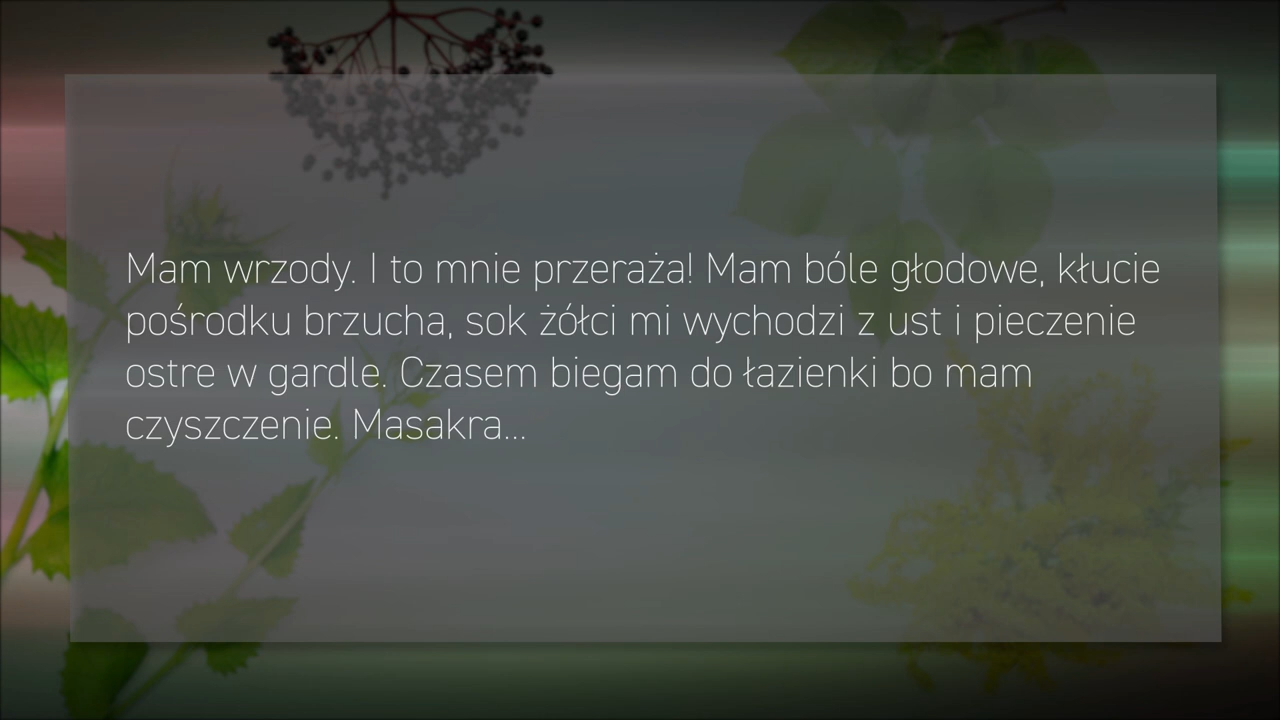 Mam wrzody. I to mnie przeraża! Mam bóle głodowe, kłucie
pośrodku brzucha, sok żółci mi wychodzi z ust i pieczenie
ostre w gardle. Czasem biegam do łazienki bo mam
czyszczenie. Masakra...